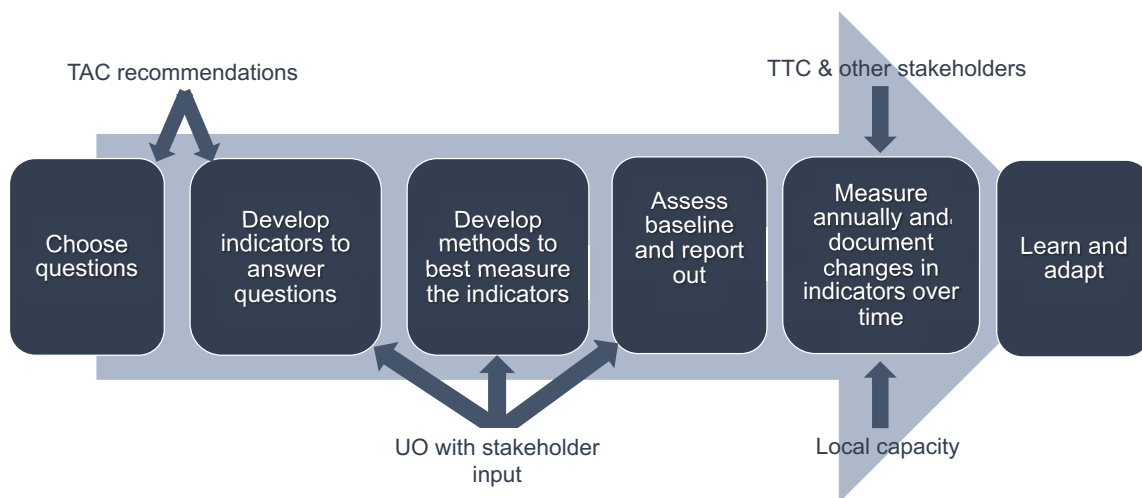 TAC recommendations
TTC & other stakeholders
Choose
questions
Develop
indicators to
answer
questions
Develop
methods to
best measure
the indicators
Assess
baseline
and report
out
Measure
annually and
document
changes in
indicators over
time
Learn and
adapt
UO with stakeholder
input
Local capacity